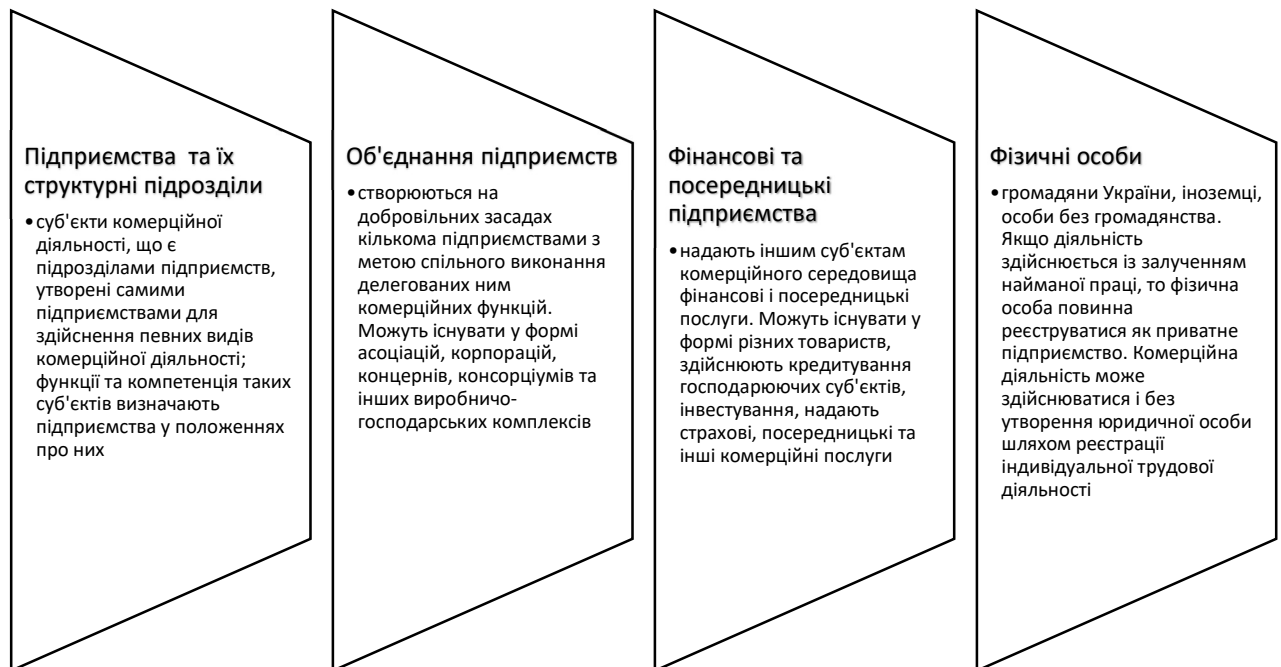 Підприємства та їх
структурні підрозділи
•суб'єкти комерційної
діяльності, що є
підрозділами підприємств,
утворені самими
підприємствами для
здійснення певних видів
комерційної діяльності;
функції та компетенція таких
суб'єктів визначають
підприємства у положеннях
про них
Об'єднання підприємств
•створюються на
добровільних засадах
кількома підприємствами з
метою спільного виконання
делегованих ним
комерційних функцій.
Можуть існувати у формі
асоціацій, корпорацій,
концернів, консорціумів та
інших виробничо-
господарських комплексів
Фінансові та
посередницькі
підприємства
•надають іншим суб'єктам
комерційного середовища
фінансові і посередницькі
послуги. Можуть існувати у
формі різних товариств,
здійснюють кредитування
господарюючих суб'єктів,
інвестування, надають
страхові, посередницькі та
інші комерційні послуги
Фізичні особи
•громадяни України, іноземці,
особи без громадянства.
Якщо діяльність
здійснюється із залученням
найманої праці, то фізична
особа повинна
реєструватися як приватне
підприємство. Комерційна
діяльність може
здійснюватися і без
утворення юридичної особи
шляхом реєстрації
індивідуальної трудової
діяльності